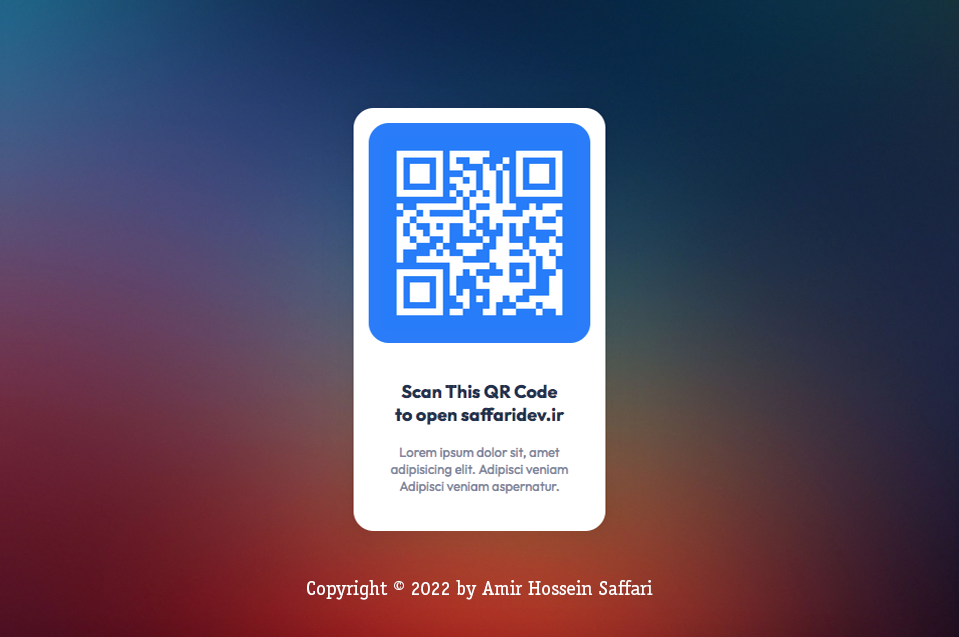 Scan This QR Code
to open saffaridev.ir
Lorem ipsum dolor sit, amet
adipisicing elit. Adipisci veniam
Adipisci veniam aspernatur.
Copyright © 2022 by Amir Hossein Saffari